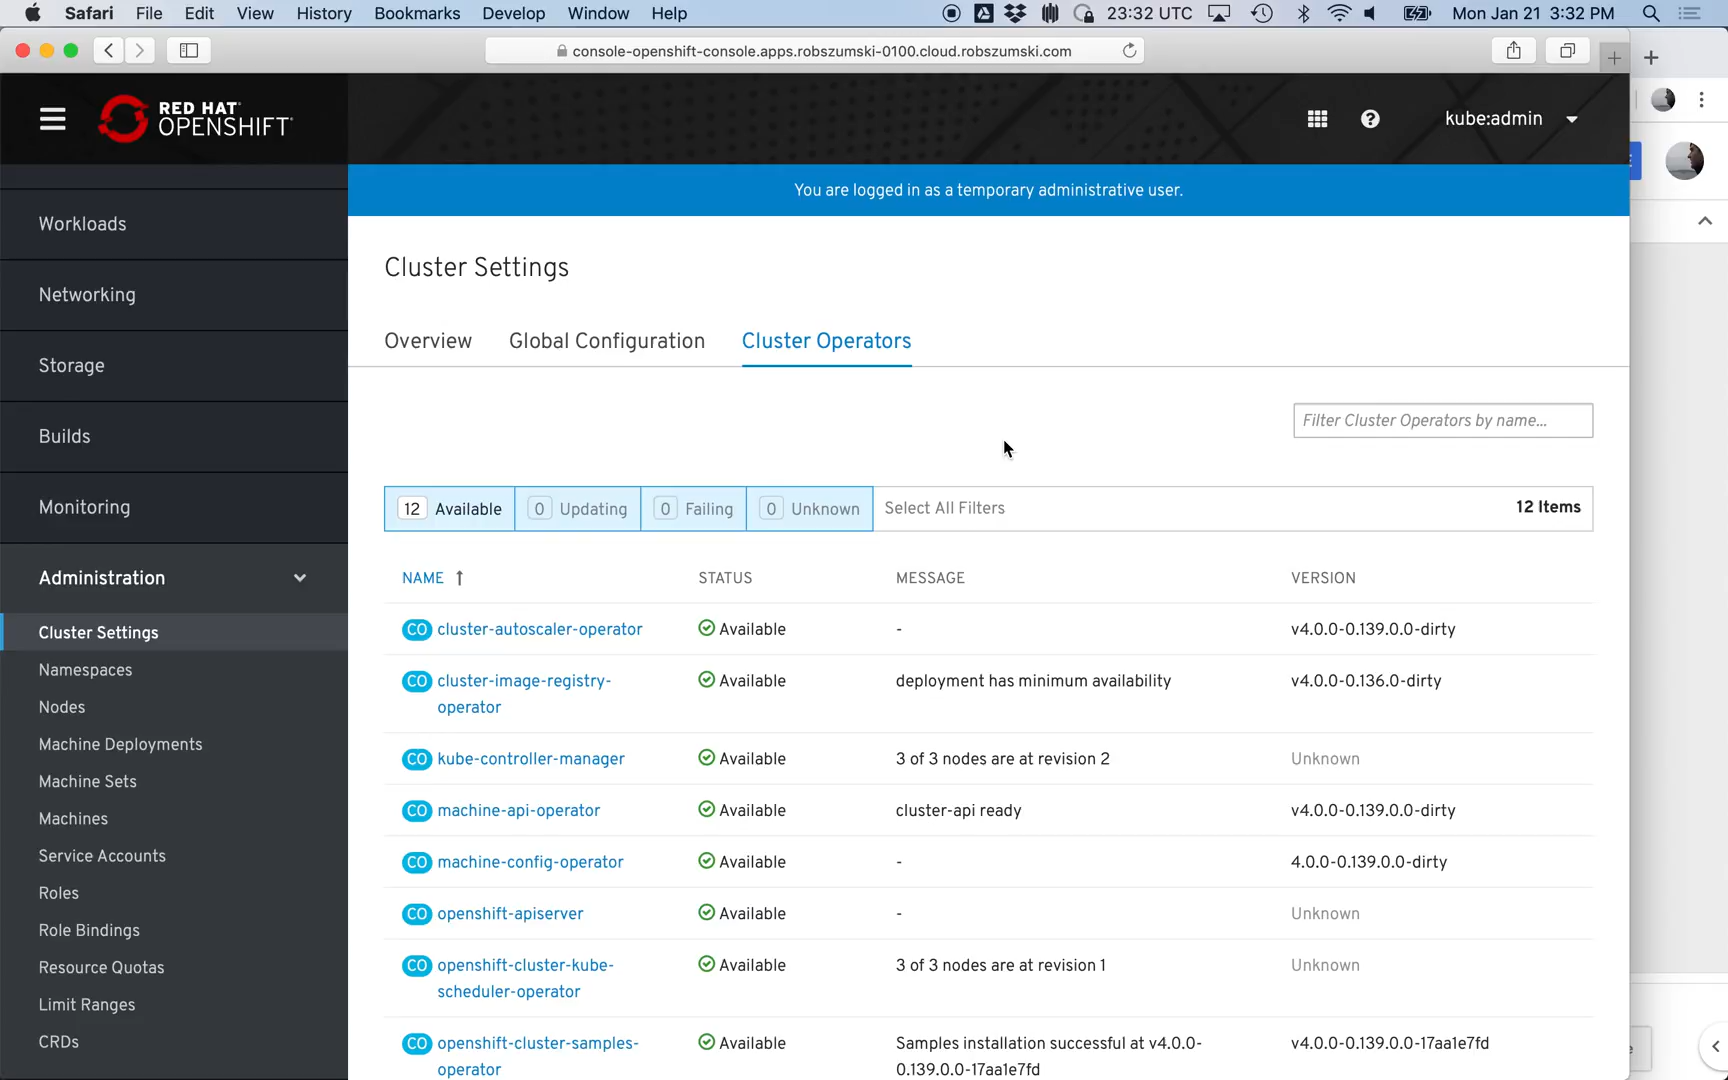 Safari File Edit View History Bookmarks Develop Window Help 23:32 UTC Mon Jan 21 3:32 PM
console-openshift-console.apps.robszumski-0100.cloud.robszumski.com
RED HAT
OPENSHIFT
kube:admin
You are logged in as a temporary administrative user.
Workloads
Networking
Storage
Builds
Monitoring
Administration
Cluster Settings
Namespaces
Nodes
Machine Deployments
Machine Sets
Machines
Service Accounts
Roles
Role Bindings
Resource Quotas
Limit Ranges
CRDs
Cluster Settings
Overview Global Configuration Cluster Operators
Filter Cluster Operators by name...
12 Available 0 Updating 0 Failing 0 Unknown Select All Filters 12 Items
NAME STATUS MESSAGE VERSION
CO cluster-autoscaler-operator Available - v4.0.0-0.139.0.0-dirty
CO cluster-image-registry- Available deployment has minimum availability v4.0.0-0.136.0-dirty
operator
CO kube-controller-manager Available 3 of 3 nodes are at revision 2 Unknown
CO machine-api-operator Available cluster-api ready v4.0.0-0.139.0.0-dirty
CO machine-config-operator Available - 4.0.0-0.139.0.0-dirty
CO openshift-apiserver Available - Unknown
CO openshift-cluster-kube- Available 3 of 3 nodes are at revision 1 Unknown
scheduler-operator
CO openshift-cluster-samples- Available Samples installation successful at v4.0.0- v4.0.0-0.139.0.0-17aa1e7fd
operator 0.139.0.0-17aa1e7fd